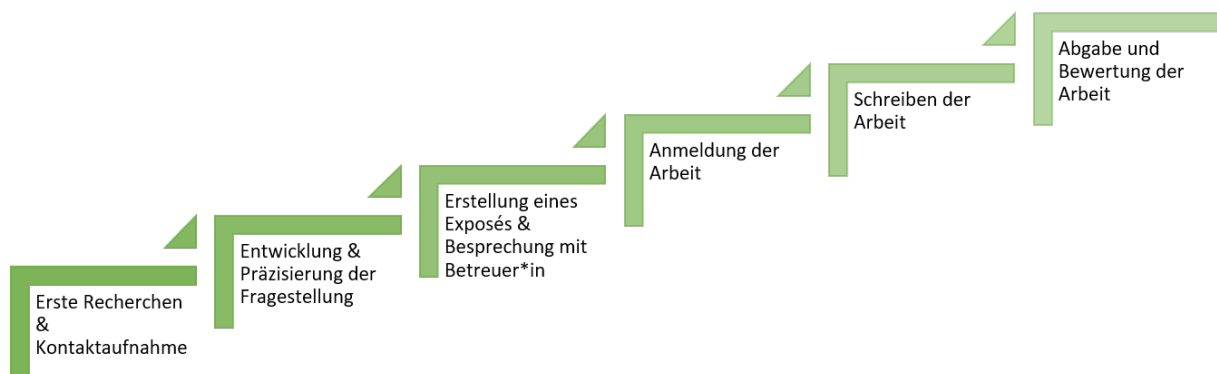 Erste Recherchen
&
Kontaktaufnahme
Entwicklung &
Präzisierung der
Fragestellung
Erstellung eines
Exposés &
Besprechung mit
Betreuer*in
Anmeldung der
Arbeit
Schreiben der
Arbeit
Abgabe und
Bewertung der
Arbeit